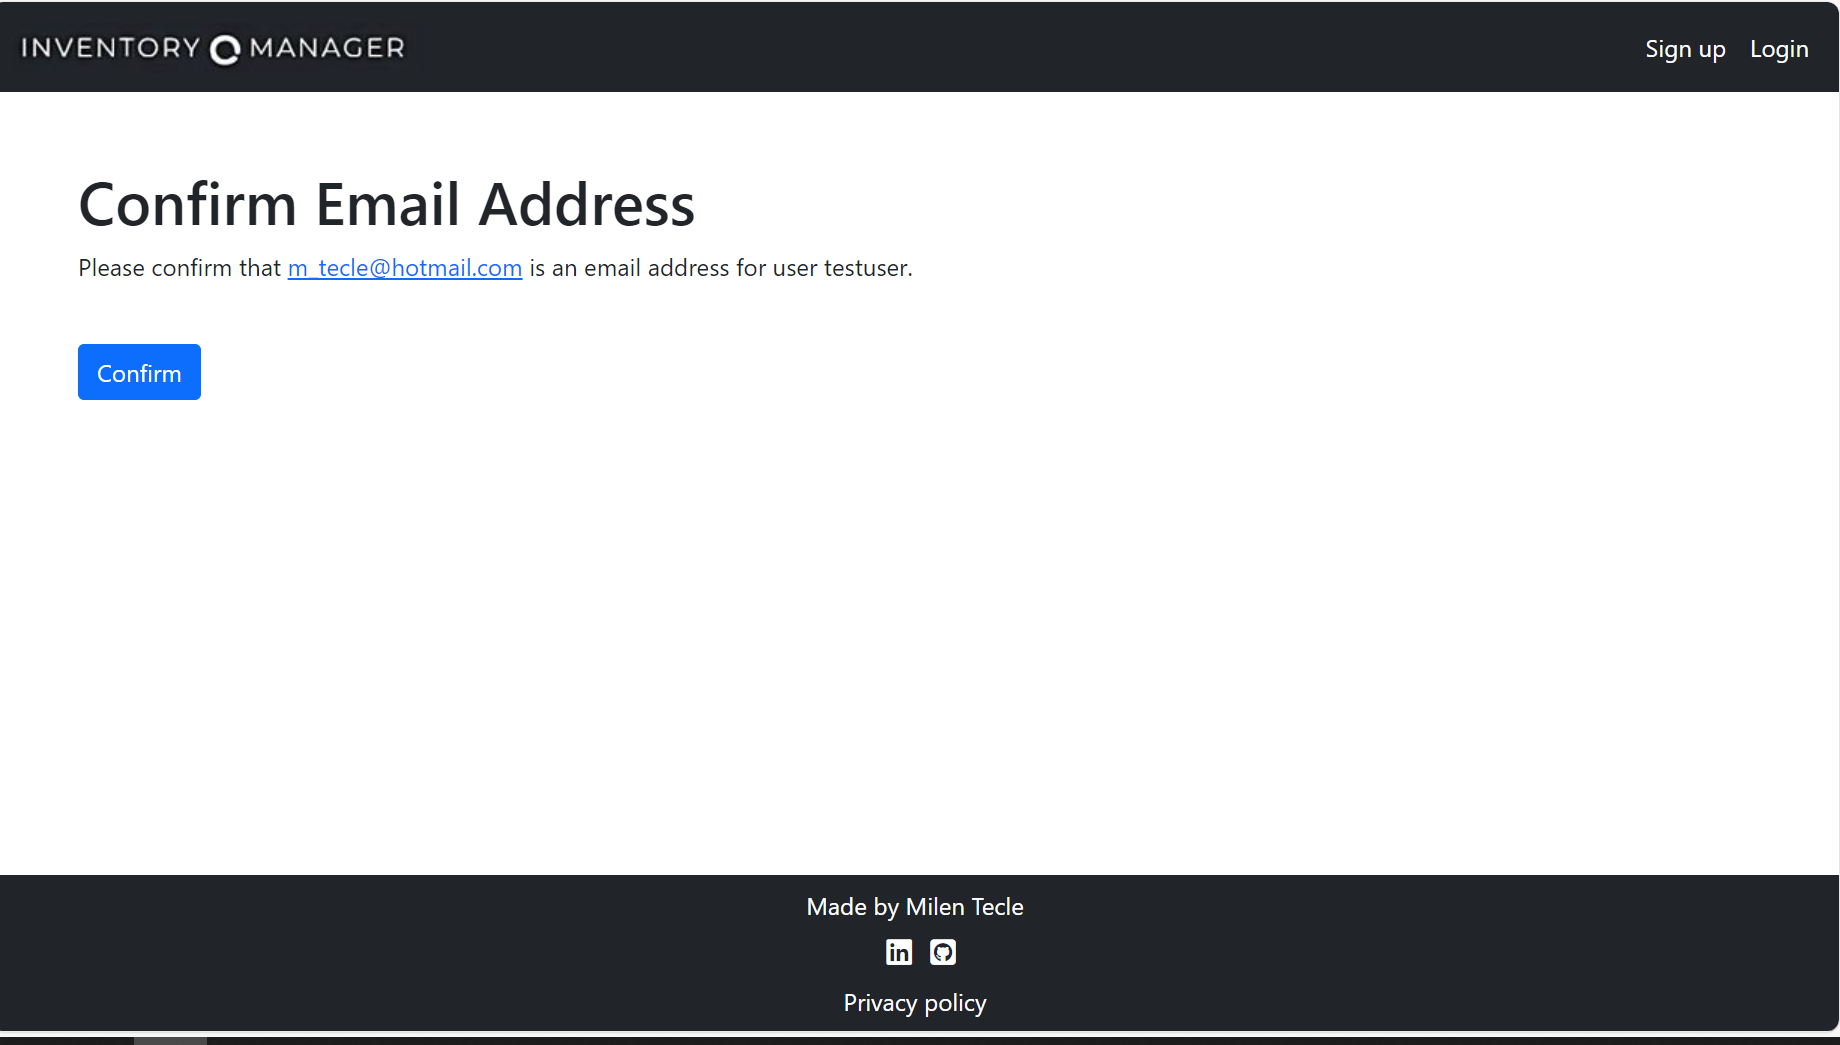 INVENTORY MANAGER
Sign up Login
Confirm Email Address
Please confirm that m_tecle@hotmail.com is an email address for user testuser.
Confirm
Made by Milen Tecle
in
Privacy policy